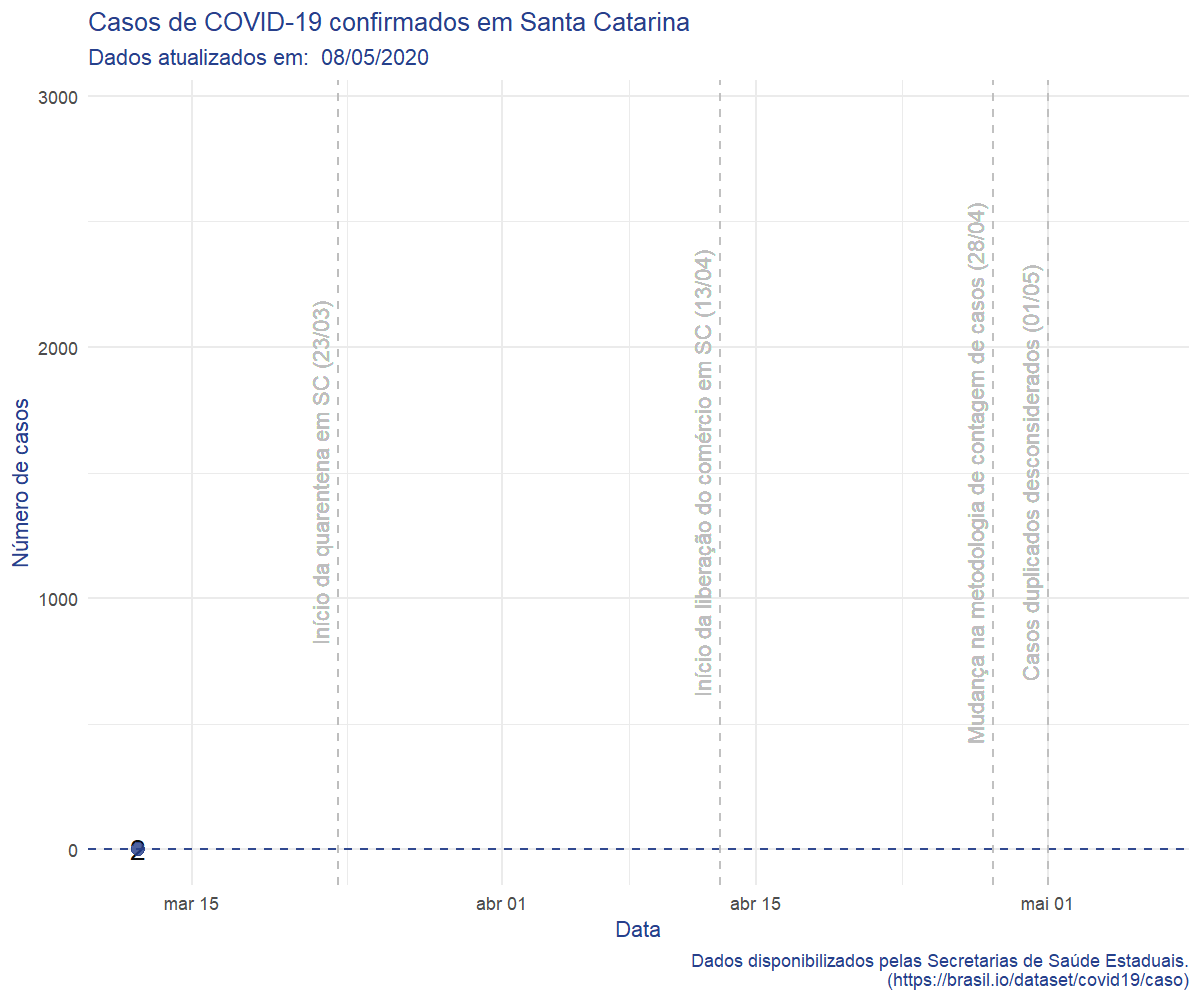 Casos de COVID-19 confirmados em Santa Catarina
Dados atualizados em:  08/05/2020
3000
2000
1000
0
Número de casos
Início da quarentena em SC (23/03)
Início da liberação do comércio em SC (13/04)
Mudança na metodologia de contagem de casos (28/04)
Casos duplicados desconsiderados (01/05)
2
mar 15
abr 01
abr 15
mai 01
Data
Dados disponibilizados pelas Secretarias de Saúde Estaduais.
(https://brasil.io/dataset/covid19/caso)